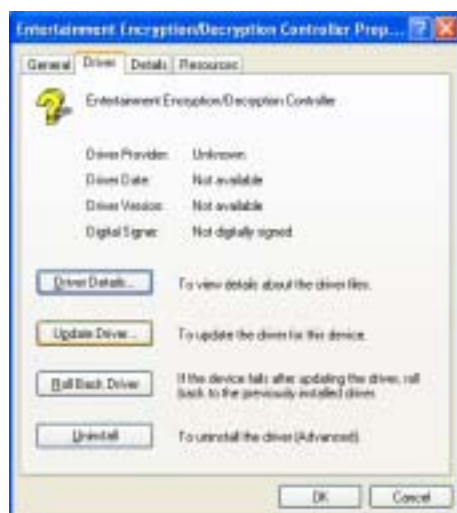 Entertainment Encryption/Decryption Controller Prop...
General Driver Details Resources
Entertainment Encryption/Decryption Controller
Driver Provider: Unknown
Driver Date: Not available
Driver Version: Not available
Digital Signer: Not digitally signed
Driver Details... To view details about the driver files.
Update Driver... To update the driver for this device.
Roll Back Driver If the device fails after updating the driver, roll
back to the previously installed driver.
Uninstall To uninstall the driver (Advanced).
OK Cancel